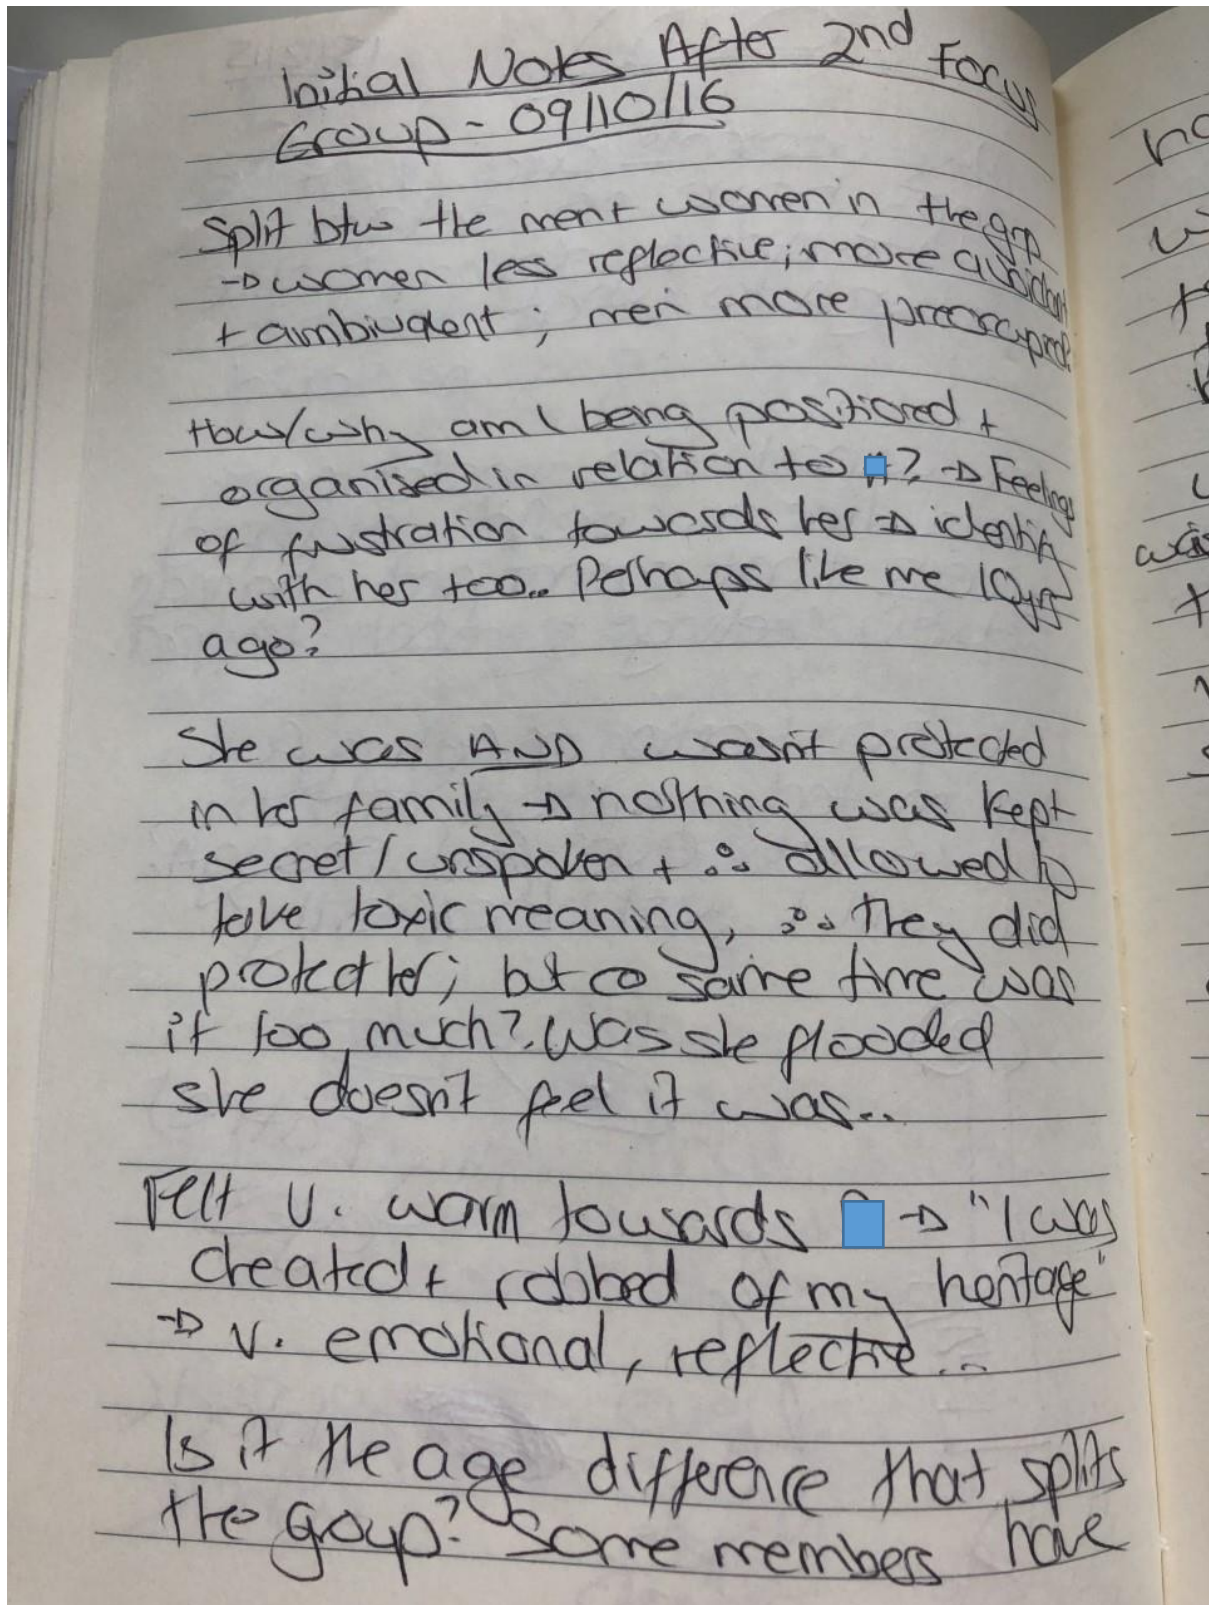 Initial Notes After 2nd Focus
Group - 09/10/16
Split btw the men + women in the grp
→ women less reflective; more avoidant
+ ambivalent ; men more preoccupied.
How/why am I being positioned +
organised in relation to ? → Feelings
of frustration towards her → identify
with her too.. Perhaps like me 10yrs
ago?
She was AND wasn't protected
in her family → nothing was kept
secret / unspoken + ∴ allowed to
take toxic meaning, ∴ they did
protect her; but @ same time was
it too much? Was she flooded
she doesn't feel it was..
Felt v. warm towards → "I was
cheated + robbed of my heritage"
→ v. emotional, reflective...
Is it the age difference that splits
the group? Some members have